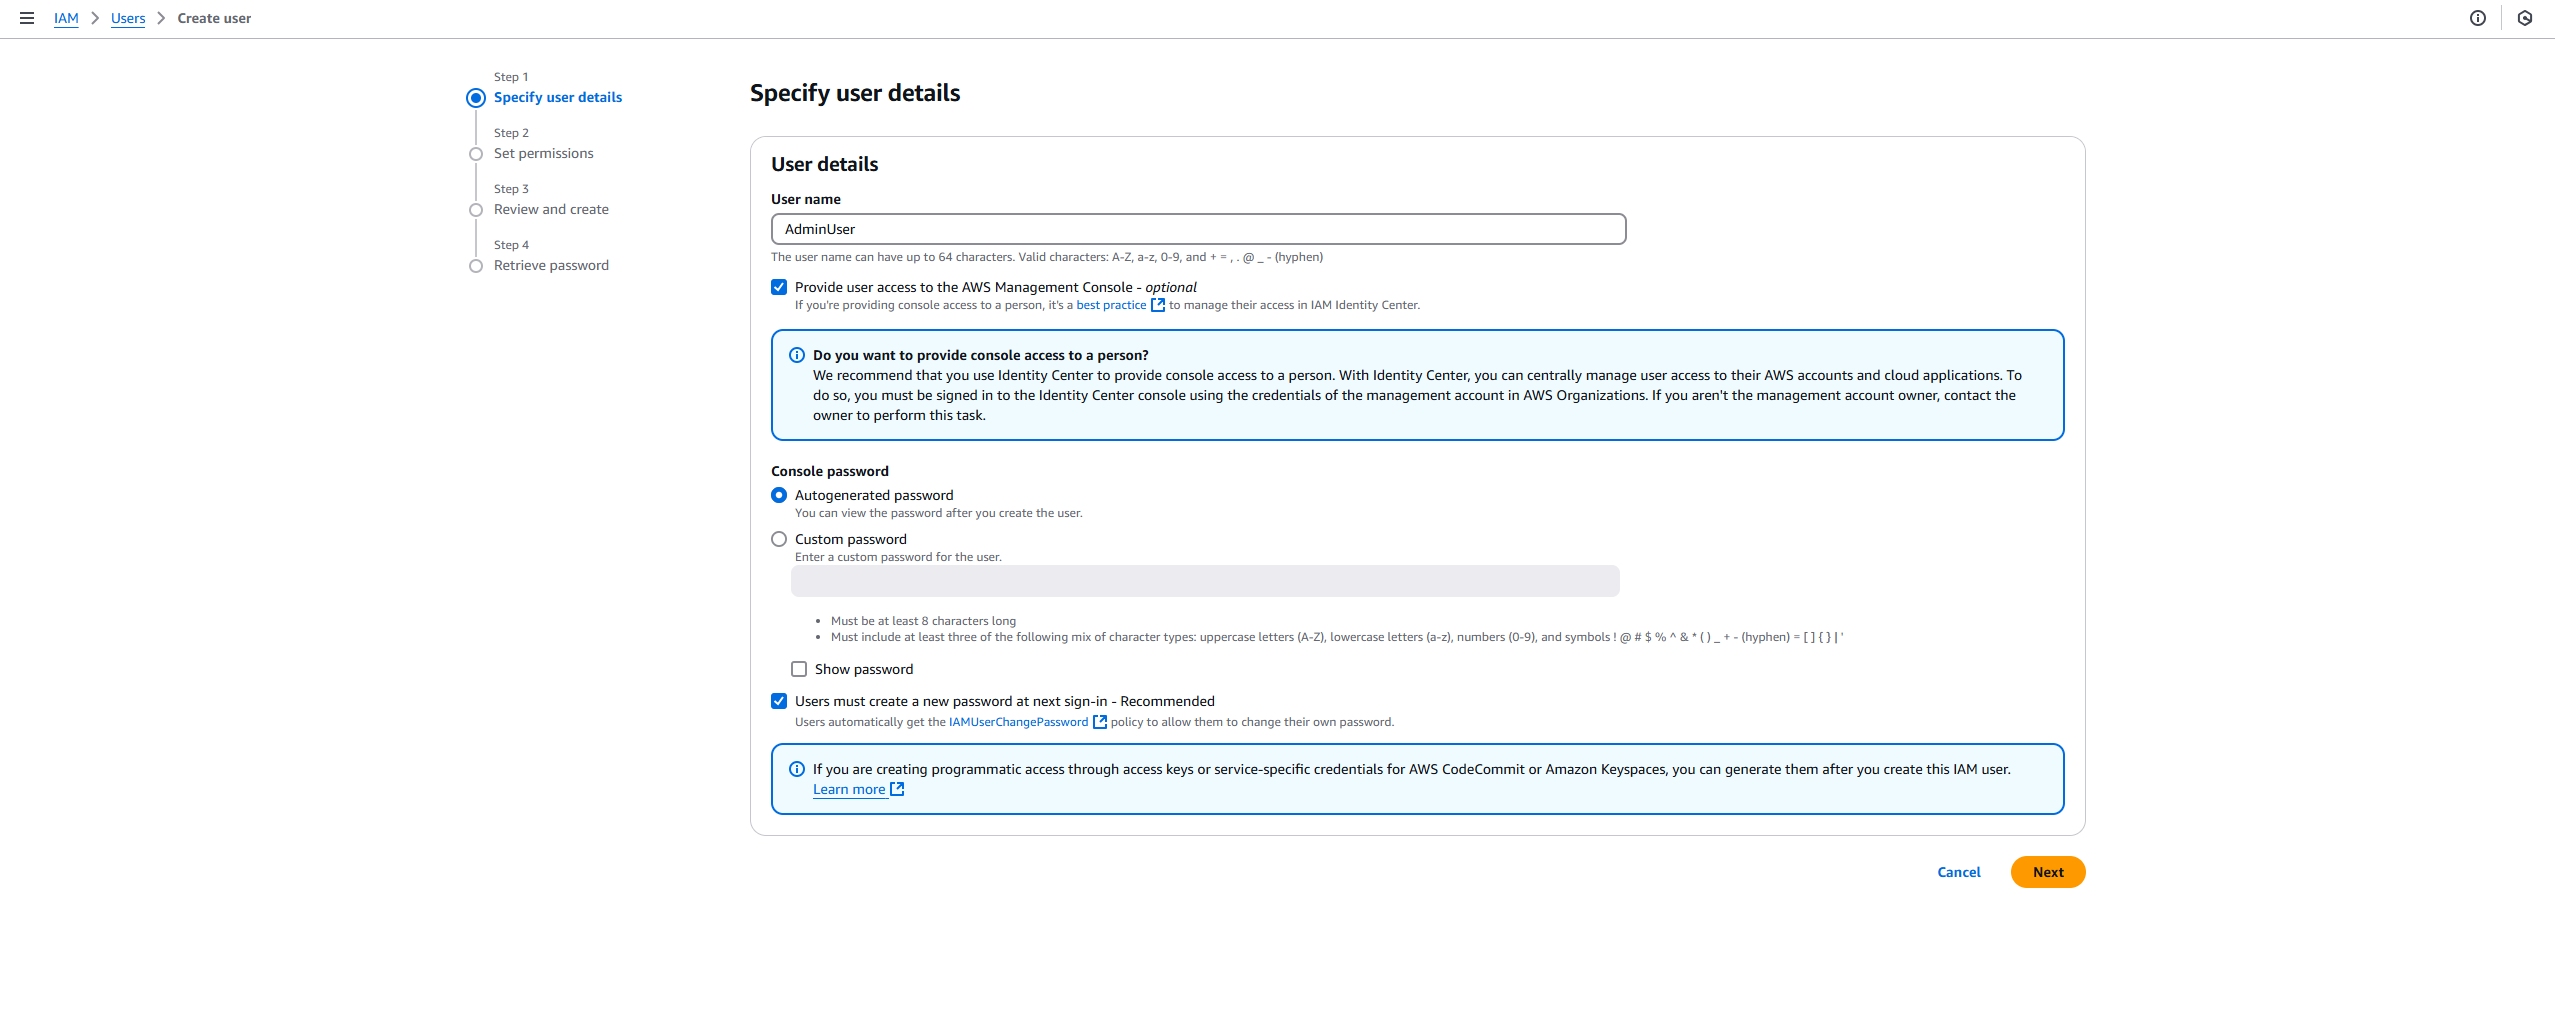 IAM > Users > Create user
Step 1
Specify user details
Step 2
Set permissions
Step 3
Review and create
Step 4
Retrieve password
Specify user details
User details
User name
AdminUser
The user name can have up to 64 characters. Valid characters: A-Z, a-z, 0-9, and + = , . @ _ - (hyphen)
Provide user access to the AWS Management Console - optional
If you're providing console access to a person, it's a best practice to manage their access in IAM Identity Center.
Do you want to provide console access to a person?
We recommend that you use Identity Center to provide console access to a person. With Identity Center, you can centrally manage user access to their AWS accounts and cloud applications. To
do so, you must be signed in to the Identity Center console using the credentials of the management account in AWS Organizations. If you aren't the management account owner, contact the
owner to perform this task.
Console password
Autogenerated password
You can view the password after you create the user.
Custom password
Enter a custom password for the user.
• Must be at least 8 characters long
• Must include at least three of the following mix of character types: uppercase letters (A-Z), lowercase letters (a-z), numbers (0-9), and symbols ! @ # $ % ^ & * ( ) _ + - (hyphen) = [ ] { } | '
Show password
Users must create a new password at next sign-in - Recommended
Users automatically get the IAMUserChangePassword policy to allow them to change their own password.
If you are creating programmatic access through access keys or service-specific credentials for AWS CodeCommit or Amazon Keyspaces, you can generate them after you create this IAM user.
Learn more
Cancel
Next